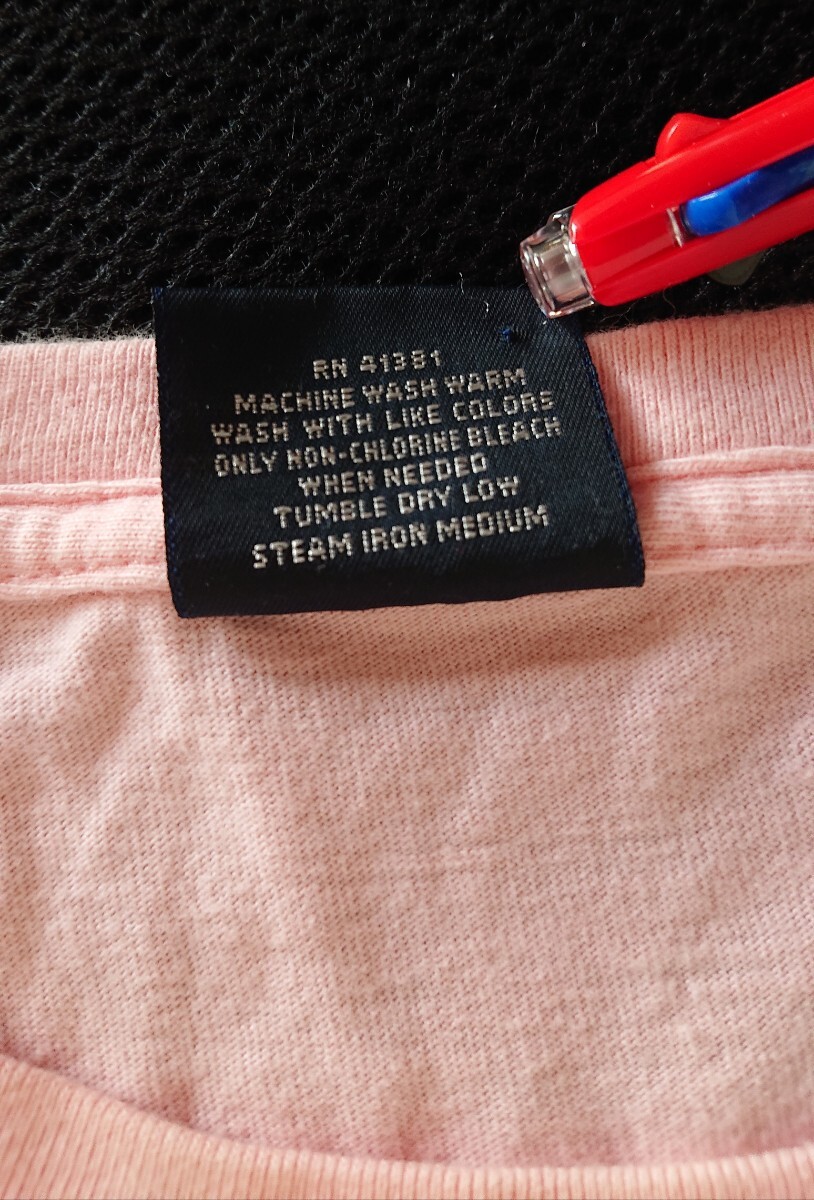 RN 41381
MACHINE WASH WARM
WASH WITH LIKE COLORS
ONLY NON-CHLORINE BLEACH
WHEN NEEDED
TUMBLE DRY LOW
STEAM IRON MEDIUM